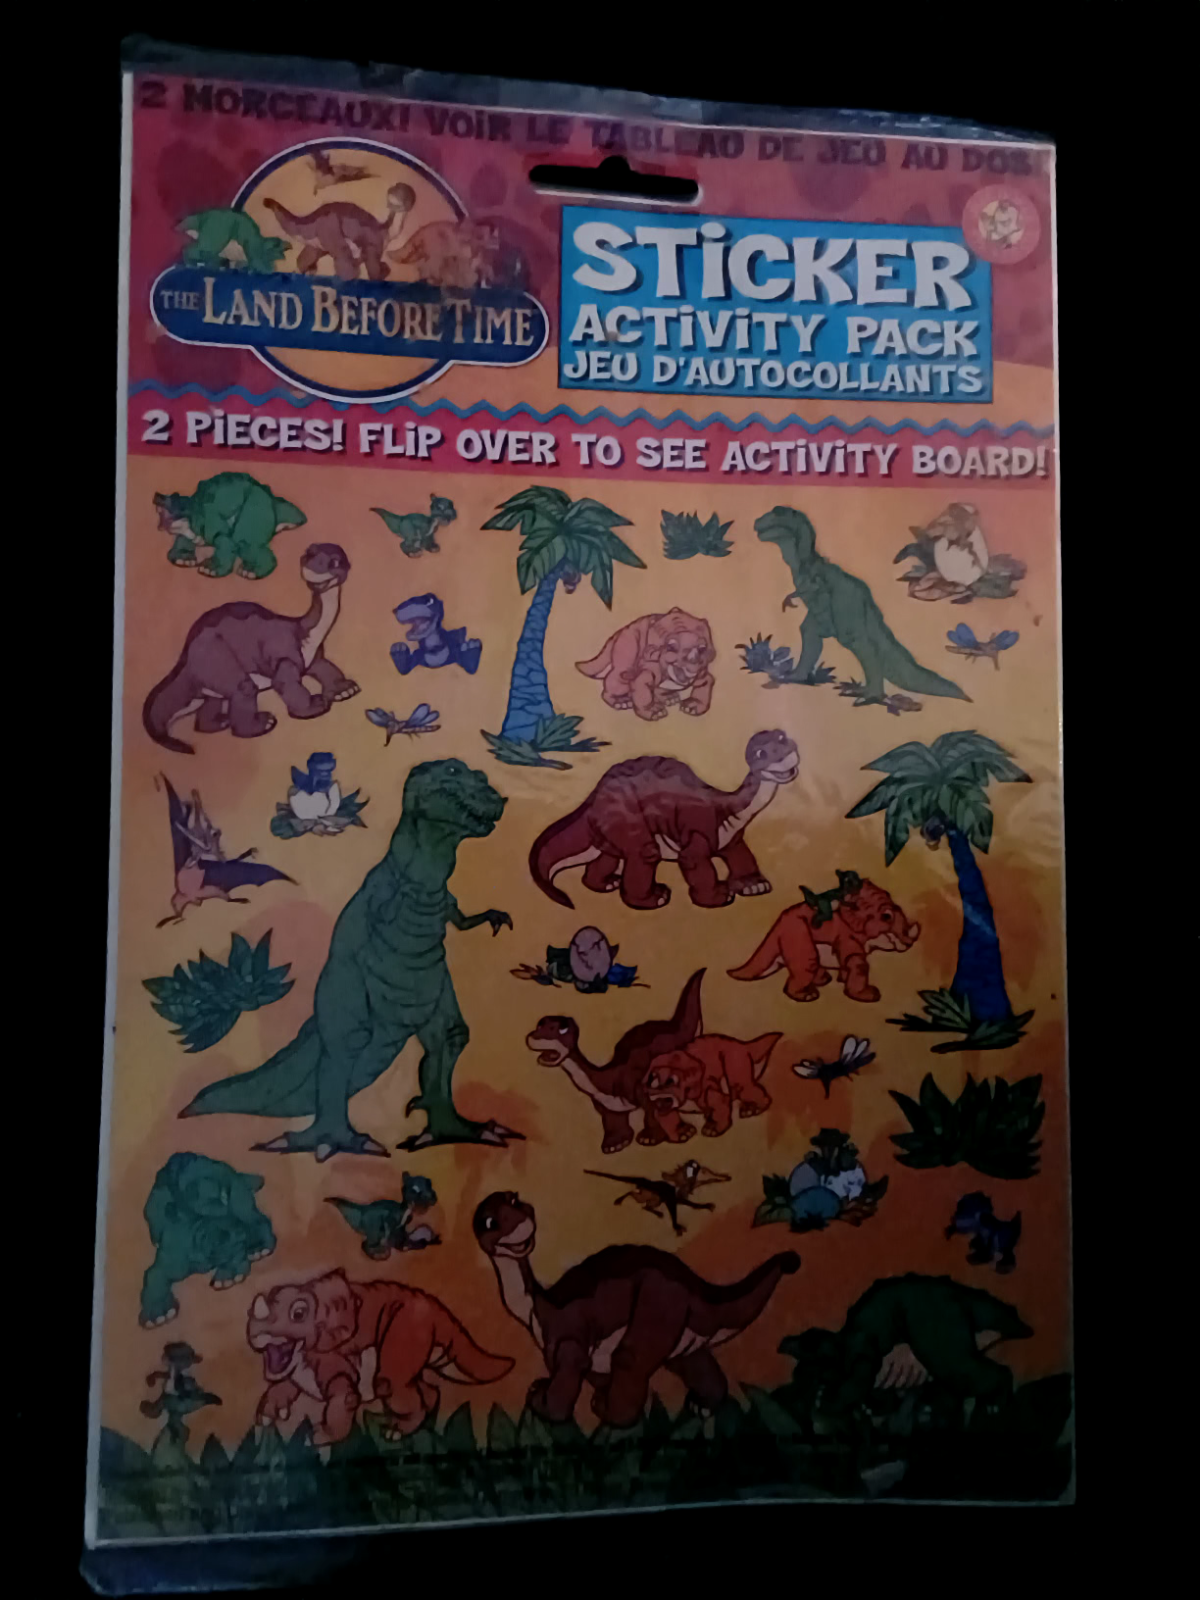 2 MORCEAUX! VOIR LE TABLEAU DE JEU AU DOS!
THE LAND BEFORE TIME
STICKER
ACTIVITY PACK
JEU D'AUTOCOLLANTS
2 PIECES! FLIP OVER TO SEE ACTIVITY BOARD!